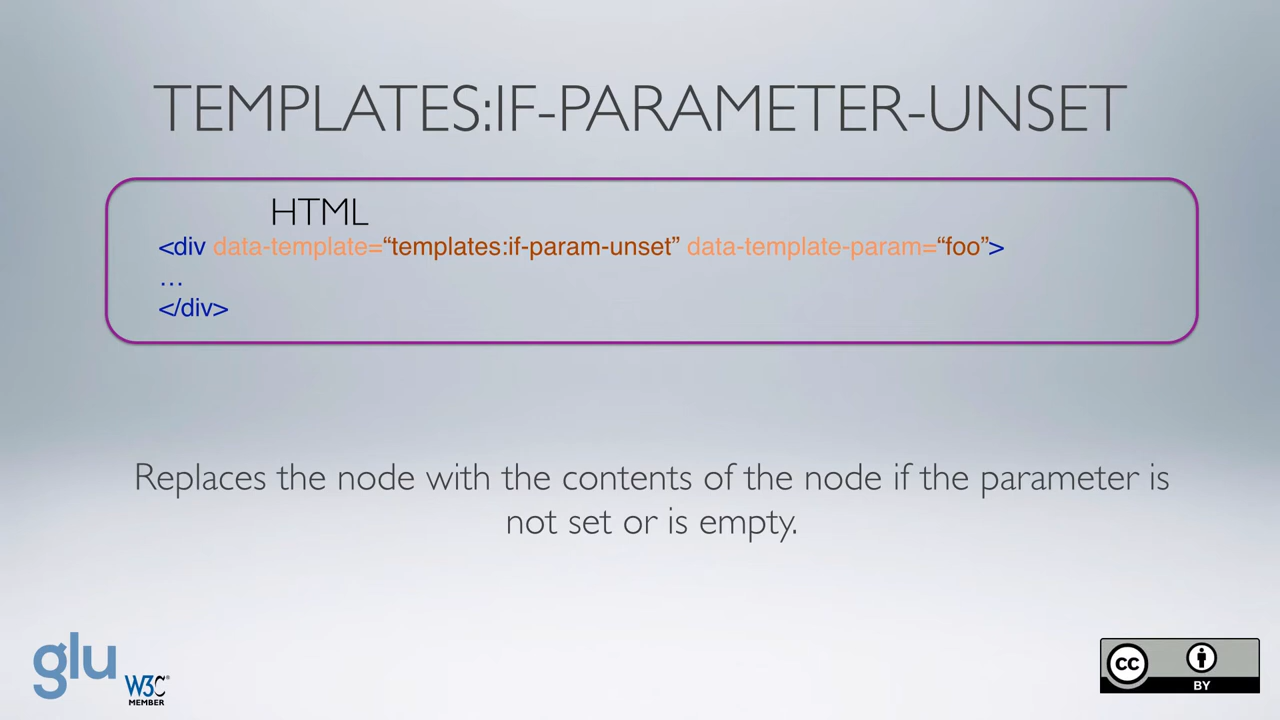 TEMPLATES:IF-PARAMETER-UNSET
HTML
<div data-template=“templates:if-param-unset” data-template-param=“foo”>
…
</div>
Replaces the node with the contents of the node if the parameter is
not set or is empty.
glu
W3C®
MEMBER
cc
BY